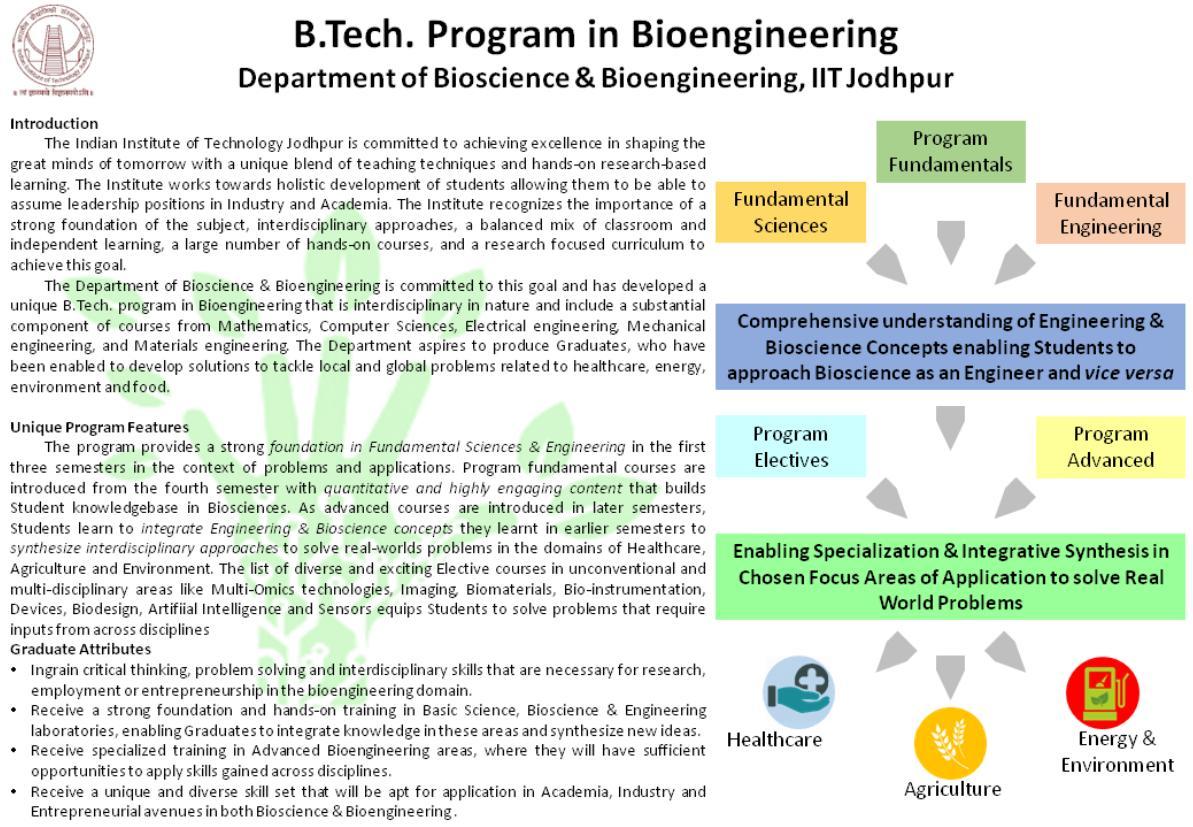 B.Tech. Program in Bioengineering
Department of Bioscience & Bioengineering, IIT Jodhpur
Introduction
The Indian Institute of Technology Jodhpur is committed to achieving excellence in shaping the
great minds of tomorrow with a unique blend of teaching techniques and hands-on research-based
learning. The Institute works towards holistic development of students allowing them to be able to
assume leadership positions in Industry and Academia. The Institute recognizes the importance of a
strong foundation of the subject, interdisciplinary approaches, a balanced mix of classroom and
independent learning, a large number of hands-on courses, and a research focused curriculum to
achieve this goal.
The Department of Bioscience & Bioengineering is committed to this goal and has developed a
unique B.Tech. program in Bioengineering that is interdisciplinary in nature and include a substantial
component of courses from Mathematics, Computer Sciences, Electrical engineering, Mechanical
engineering, and Materials engineering. The Department aspires to produce Graduates, who have
been enabled to develop solutions to tackle local and global problems related to healthcare, energy,
environment and food.
Unique Program Features
The program provides a strong foundation in Fundamental Sciences & Engineering in the first
three semesters in the context of problems and applications. Program fundamental courses are
introduced from the fourth semester with quantitative and highly engaging content that builds
Student knowledgebase in Biosciences. As advanced courses are introduced in later semesters,
Students learn to integrate Engineering & Bioscience concepts they learnt in earlier semesters to
synthesize interdisciplinary approaches to solve real-worlds problems in the domains of Healthcare,
Agriculture and Environment. The list of diverse and exciting Elective courses in unconventional and
multi-disciplinary areas like Multi-Omics technologies, Imaging, Biomaterials, Bio-instrumentation,
Devices, Biodesign, Artifiial Intelligence and Sensors equips Students to solve problems that require
inputs from across disciplines
Graduate Attributes
• Ingrain critical thinking, problem solving and interdisciplinary skills that are necessary for research,
employment or entrepreneurship in the bioengineering domain.
• Receive a strong foundation and hands-on training in Basic Science, Bioscience & Engineering
laboratories, enabling Graduates to integrate knowledge in these areas and synthesize new ideas.
• Receive specialized training in Advanced Bioengineering areas, where they will have sufficient
opportunities to apply skills gained across disciplines.
• Receive a unique and diverse skill set that will be apt for application in Academia, Industry and
Entrepreneurial avenues in both Bioscience & Bioengineering.
Program
Fundamentals
Fundamental
Sciences
Fundamental
Engineering
Comprehensive understanding of Engineering &
Bioscience Concepts enabling Students to
approach Bioscience as an Engineer and vice versa
Program
Electives
Program
Advanced
Enabling Specialization & Integrative Synthesis in
Chosen Focus Areas of Application to solve Real
World Problems
Healthcare
Agriculture
Energy &
Environment